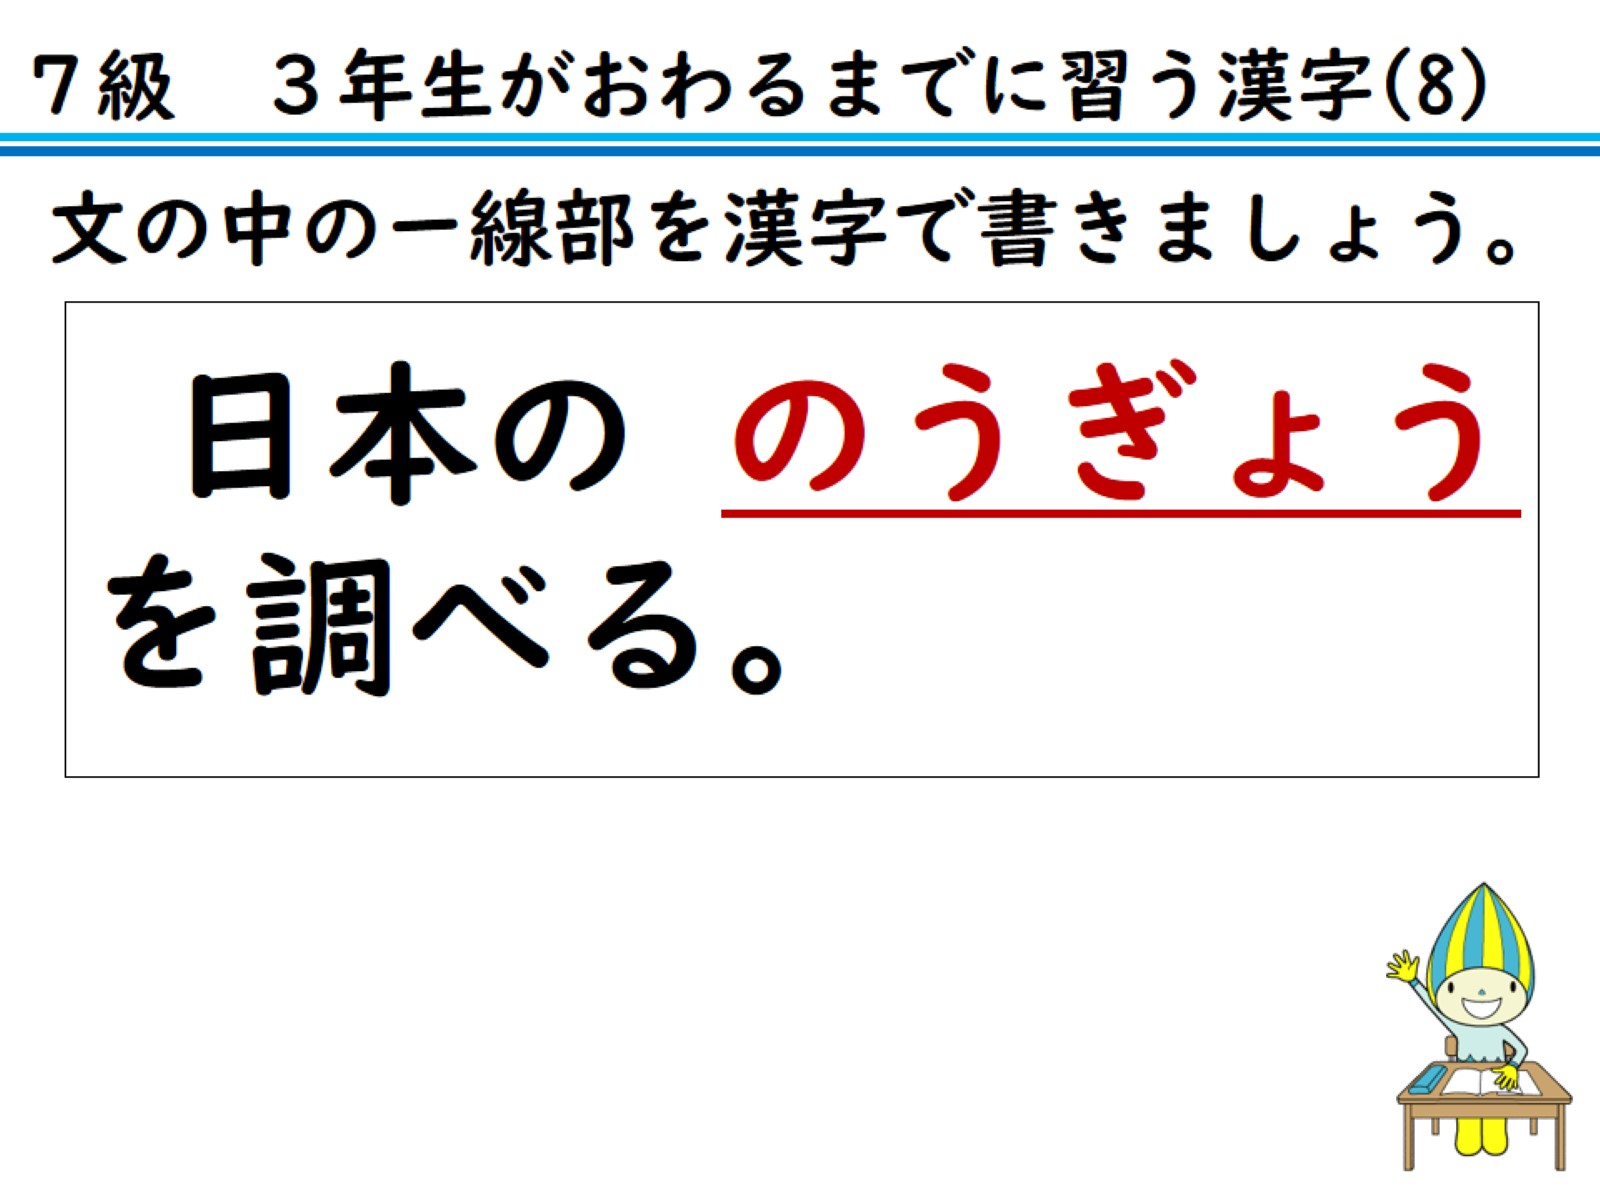 ７級　３年生がおわるまでに習う漢字(8)
文の中の一線部を漢字で書きましょう。
日本の のうぎょう
を調べる。